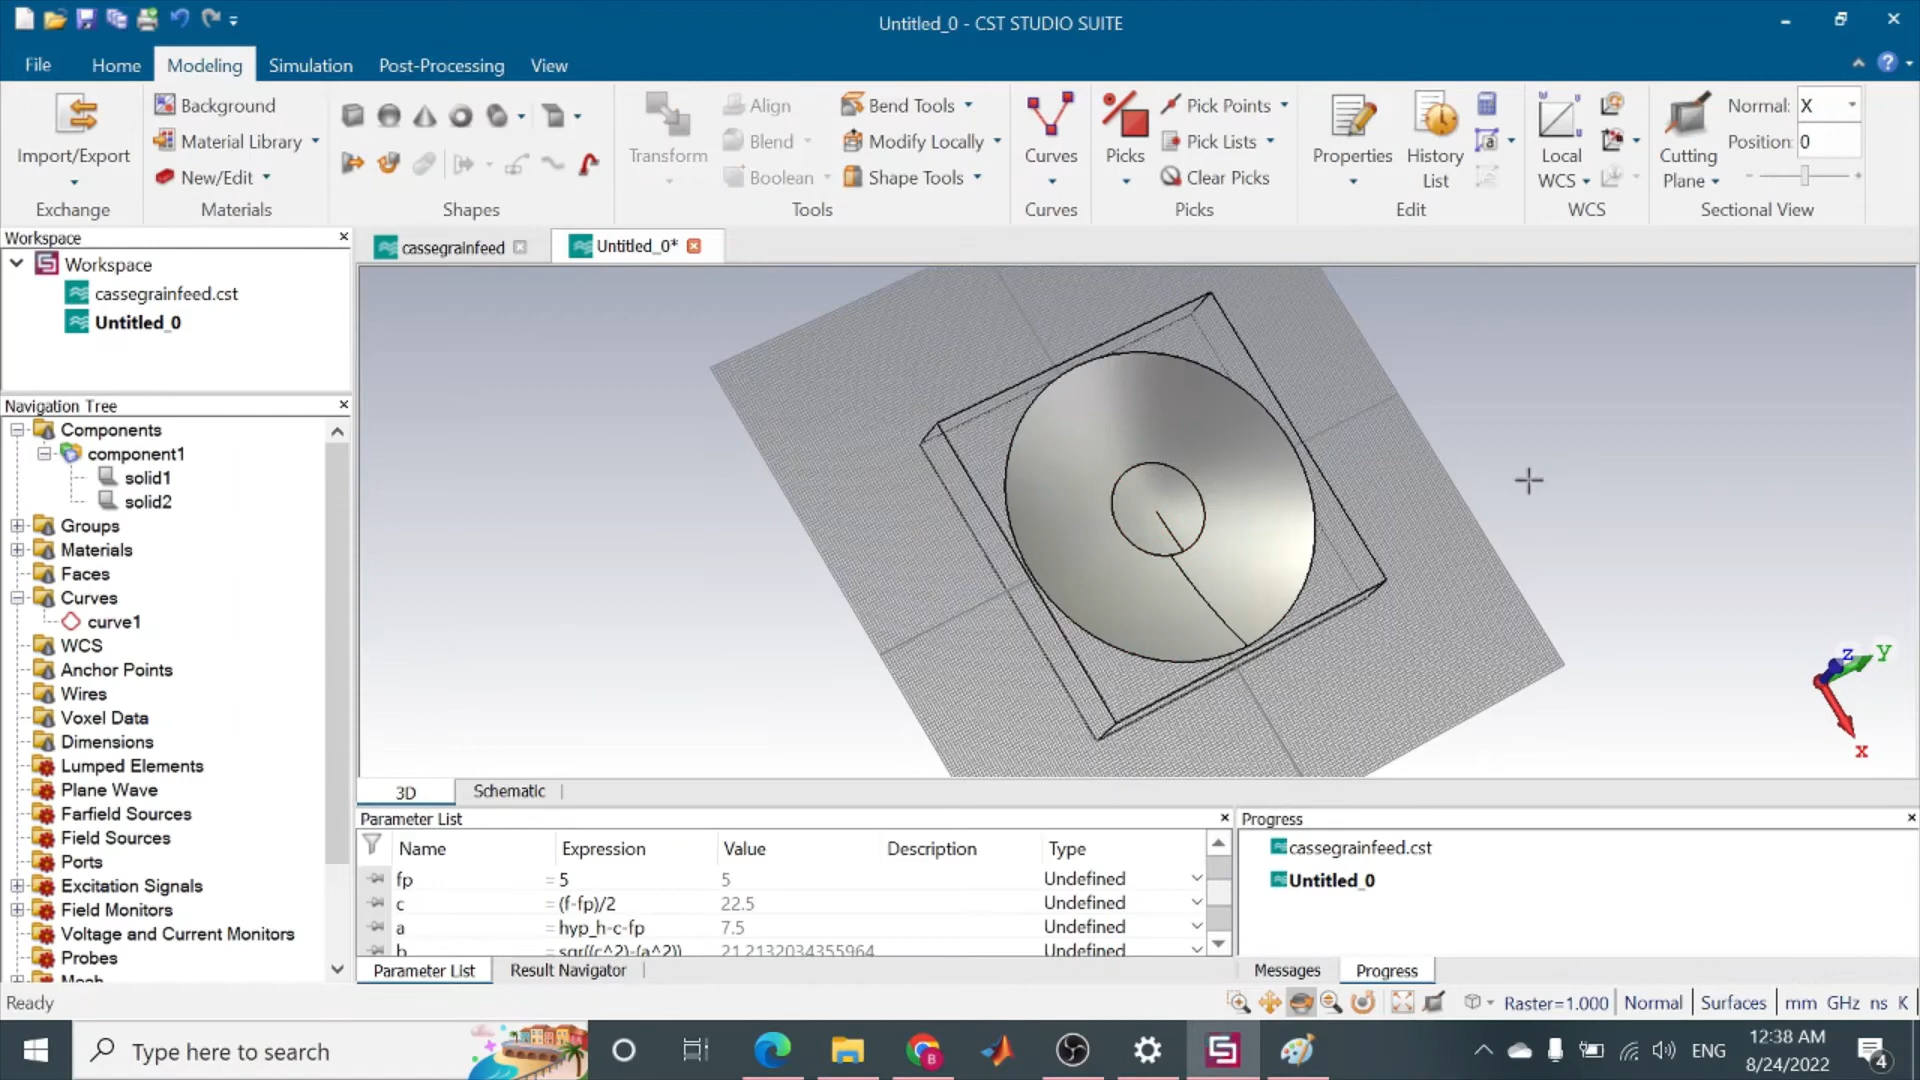 Untitled_0 - CST STUDIO SUITE
File
Home
Modeling
Simulation
Post-Processing
View
Import/Export
Exchange
Background
Material Library
New/Edit
Materials
Shapes
Transform
Align
Blend
Boolean
Bend Tools
Modify Locally
Shape Tools
Tools
Curves
Curves
Picks
Pick Points
Pick Lists
Clear Picks
Picks
Properties
History
List
Edit
Local
WCS
WCS
Cutting
Plane
Normal: X
Position: 0
Sectional View
Workspace
Workspace
cassegrainfeed.cst
Untitled_0
cassegrainfeed
Untitled_0*
Navigation Tree
Components
component1
solid1
solid2
Groups
Materials
Faces
Curves
curve1
WCS
Anchor Points
Wires
Voxel Data
Dimensions
Lumped Elements
Plane Wave
Farfield Sources
Field Sources
Ports
Excitation Signals
Field Monitors
Voltage and Current Monitors
Probes
Mesh
z
Y
x
3D
Schematic
Parameter List
Name Expression Value Description Type
fp = 5 5 Undefined
c = (f-fp)/2 22.5 Undefined
a = hyp_h-c-fp 7.5 Undefined
b = sqr((c^2)-(a^2)) 21.2132034355964 Undefined
Parameter List
Result Navigator
Progress
cassegrainfeed.cst
Untitled_0
Messages
Progress
Ready
Raster=1.000 Normal Surfaces mm GHz ns K
Type here to search
ENG
12:38 AM
8/24/2022
4